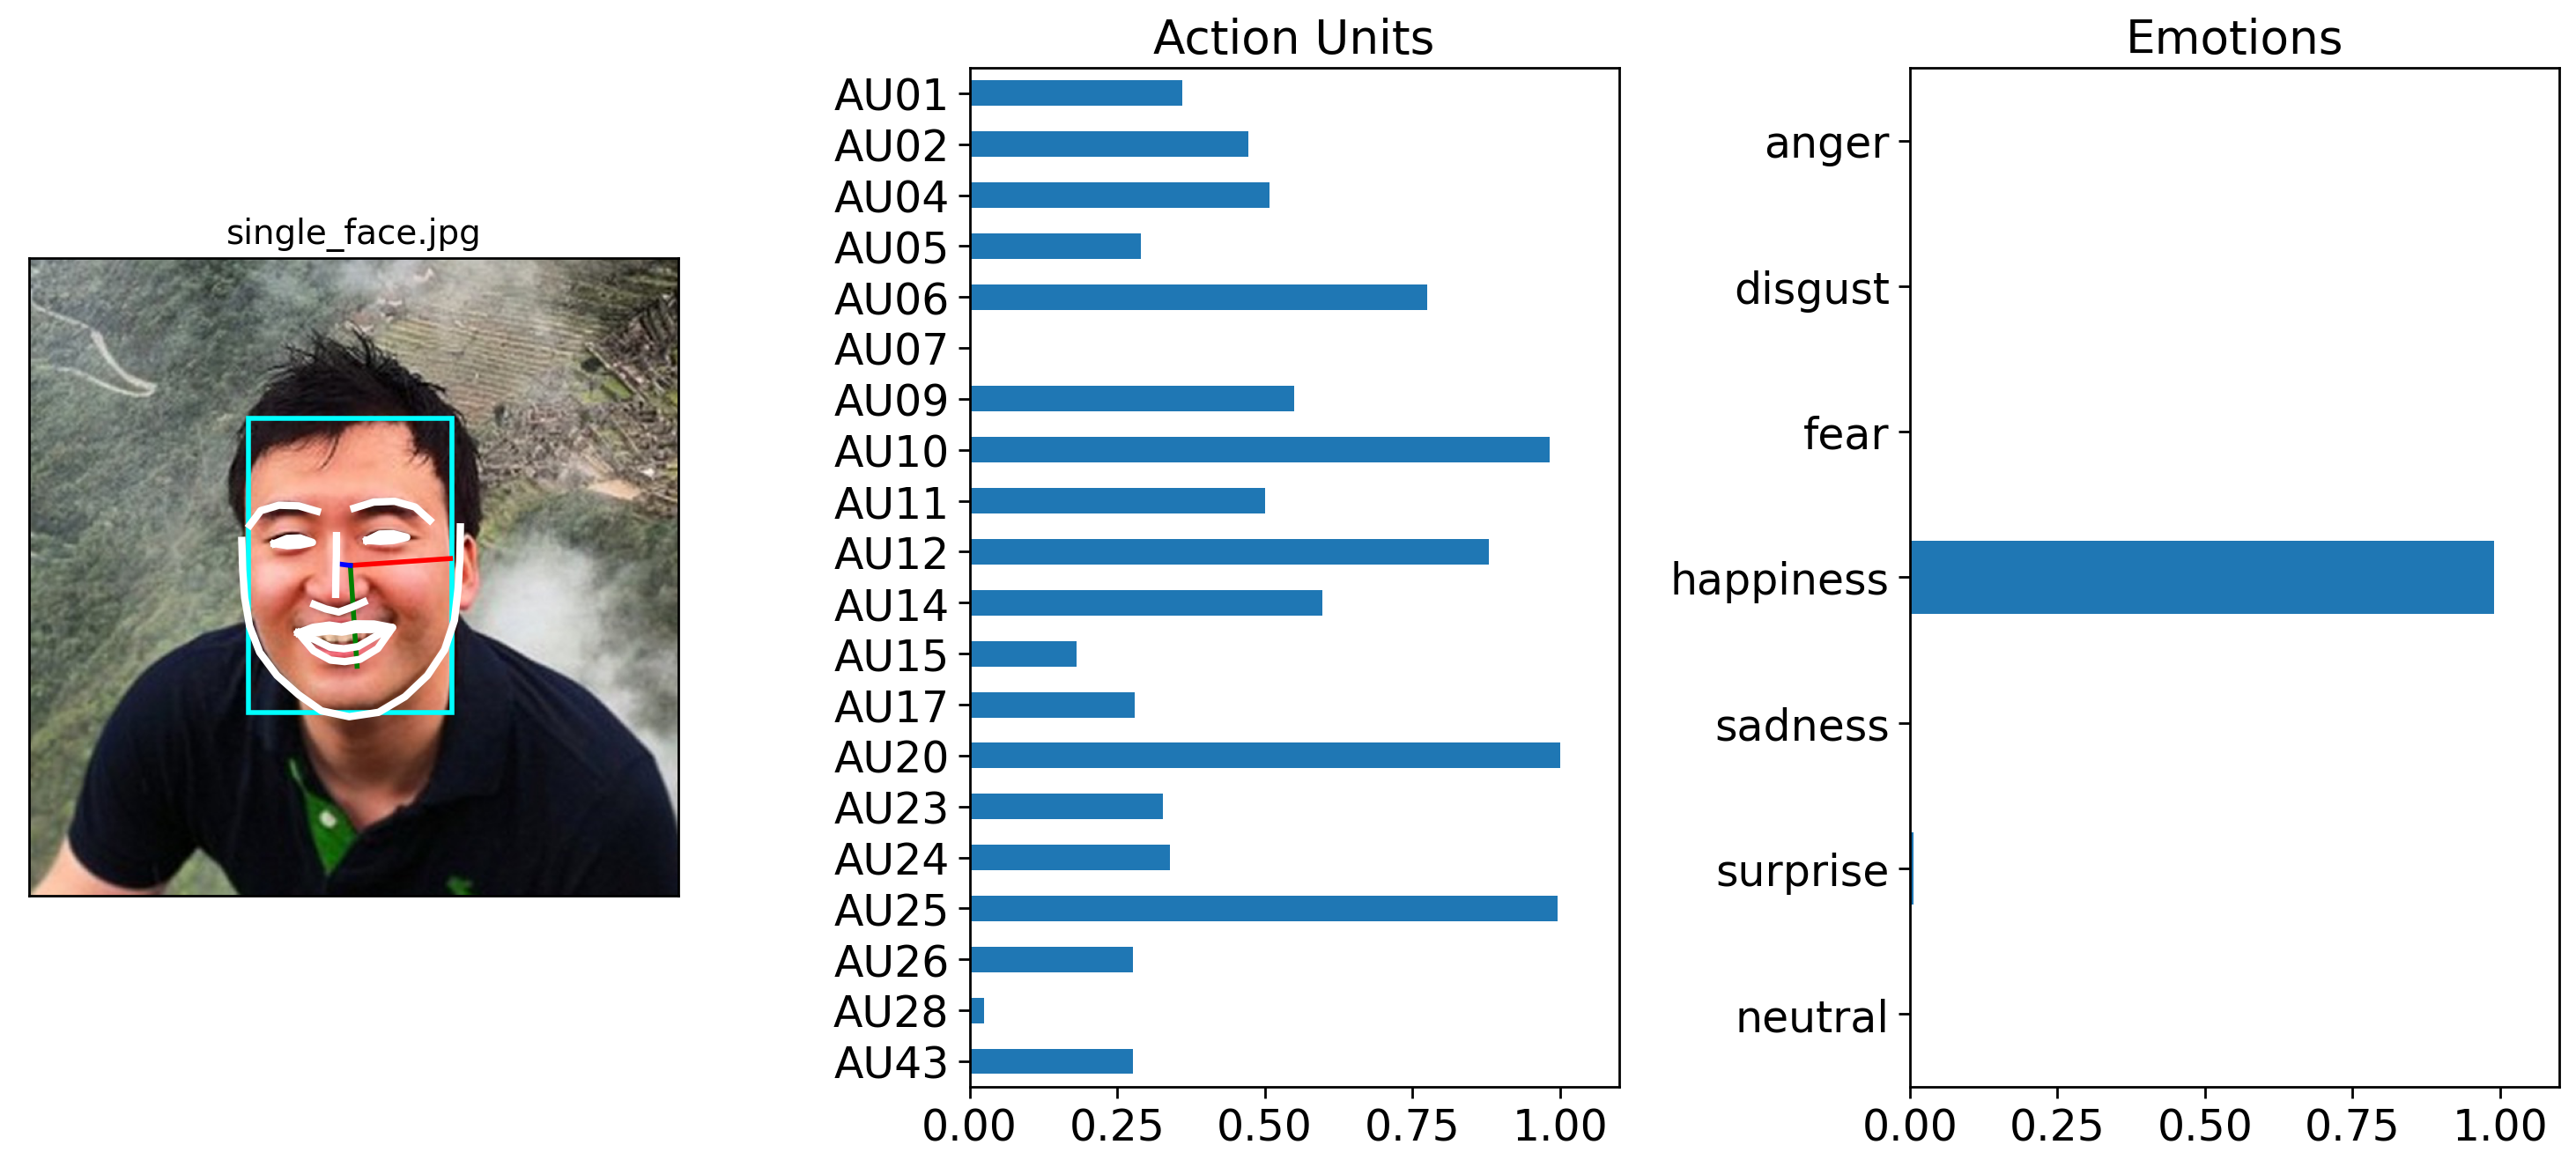 single_face.jpg
Action Units
AU01
AU02
AU04
AU05
AU06
AU07
AU09
AU10
AU11
AU12
AU14
AU15
AU17
AU20
AU23
AU24
AU25
AU26
AU28
AU43
0.00 0.25 0.50 0.75 1.00
Emotions
anger
disgust
fear
happiness
sadness
surprise
neutral
0.00 0.25 0.50 0.75 1.00